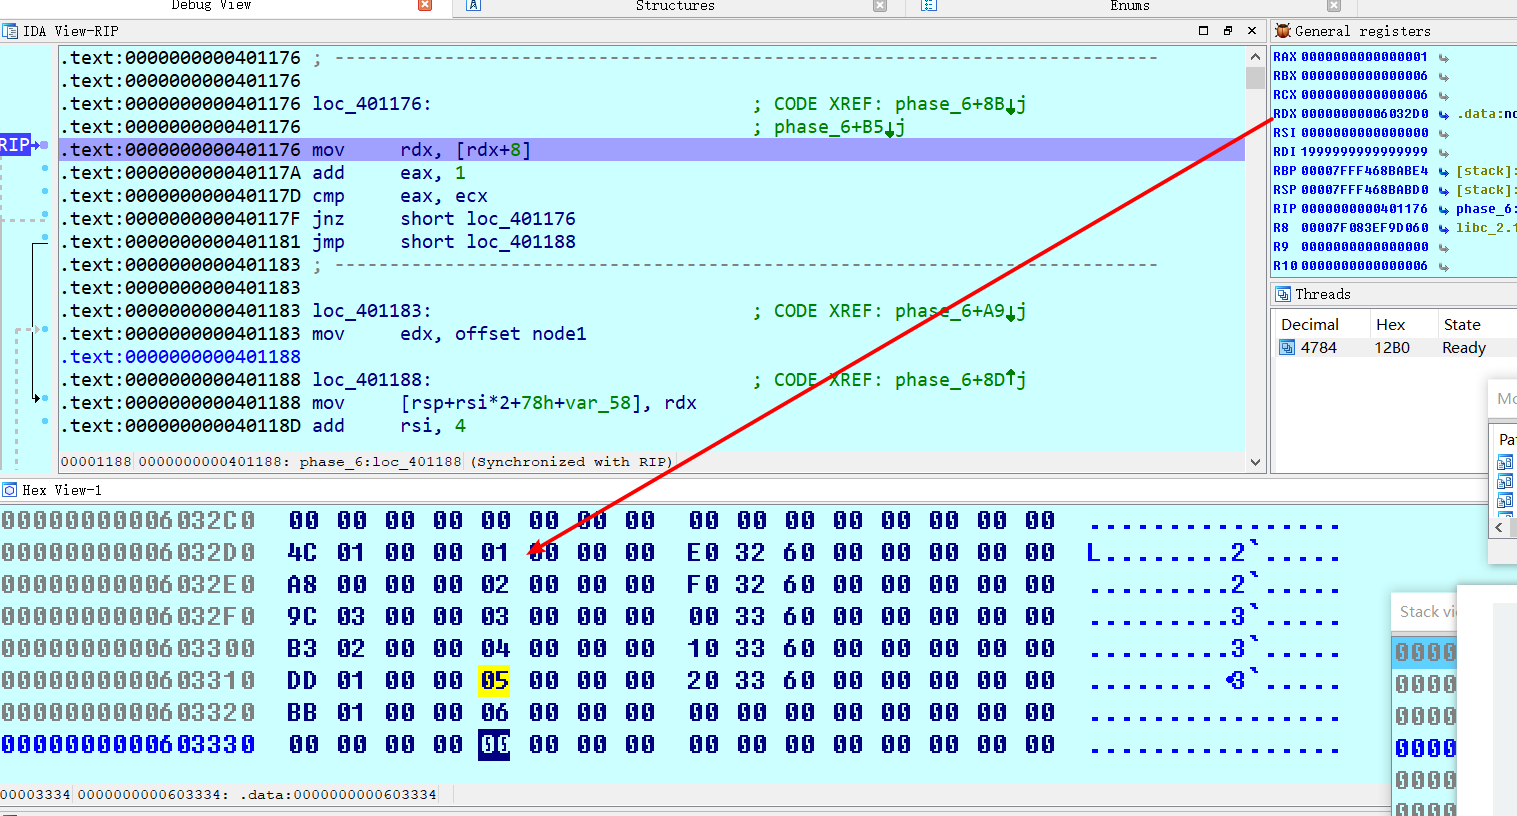 Debug View
Structures
Enums
IDA View-RIP
General registers
.text:0000000000401176 ; ---------------------------------------------------------------------------
.text:0000000000401176
.text:0000000000401176 loc_401176: ; CODE XREF: phase_6+8B↓j
.text:0000000000401176 ; phase_6+B5↓j
RIP
.text:0000000000401176 mov rdx, [rdx+8]
.text:000000000040117A add eax, 1
.text:000000000040117D cmp eax, ecx
.text:000000000040117F jnz short loc_401176
.text:0000000000401181 jmp short loc_401188
.text:0000000000401183 ; ---------------------------------------------------------------------------
.text:0000000000401183
.text:0000000000401183 loc_401183: ; CODE XREF: phase_6+A9↓j
.text:0000000000401183 mov edx, offset node1
.text:0000000000401188
.text:0000000000401188 loc_401188: ; CODE XREF: phase_6+8D↑j
.text:0000000000401188 mov [rsp+rsi*2+78h+var_58], rdx
.text:000000000040118D add rsi, 4
00001188 0000000000401188: phase_6:loc_401188 (Synchronized with RIP)
RAX 0000000000000001
RBX 0000000000000006
RCX 0000000000000006
RDX 00000000006032D0 .data:no
RSI 0000000000000000
RDI 1999999999999999
RBP 00007FFF468BABE4 [stack]:
RSP 00007FFF468BABD0 [stack]:
RIP 0000000000401176 phase_6:
R8 00007F083EF9D060 libc_2.1
R9 0000000000000000
R10 0000000000000006
Threads
Decimal Hex State
4784 12B0 Ready
Mo
Pa
Hex View-1
00000000006032C0 00 00 00 00 00 00 00 00 00 00 00 00 00 00 00 00 ................
00000000006032D0 4C 01 00 00 01 00 00 00 E0 32 60 00 00 00 00 00 L........2`.....
00000000006032E0 A8 00 00 00 02 00 00 00 F0 32 60 00 00 00 00 00 .........2`.....
00000000006032F0 9C 03 00 00 03 00 00 00 00 33 60 00 00 00 00 00 .........3`.....
0000000000603300 B3 02 00 00 04 00 00 00 10 33 60 00 00 00 00 00 .........3`.....
0000000000603310 DD 01 00 00 05 00 00 00 20 33 60 00 00 00 00 00 .........3`.....
0000000000603320 BB 01 00 00 06 00 00 00 00 00 00 00 00 00 00 00 ................
0000000000603330 00 00 00 00 00 00 00 00 00 00 00 00 00 00 00 00 ................
00003334 0000000000603334: .data:0000000000603334
Stack vi
0000
0000
0000
0000
0000
0000